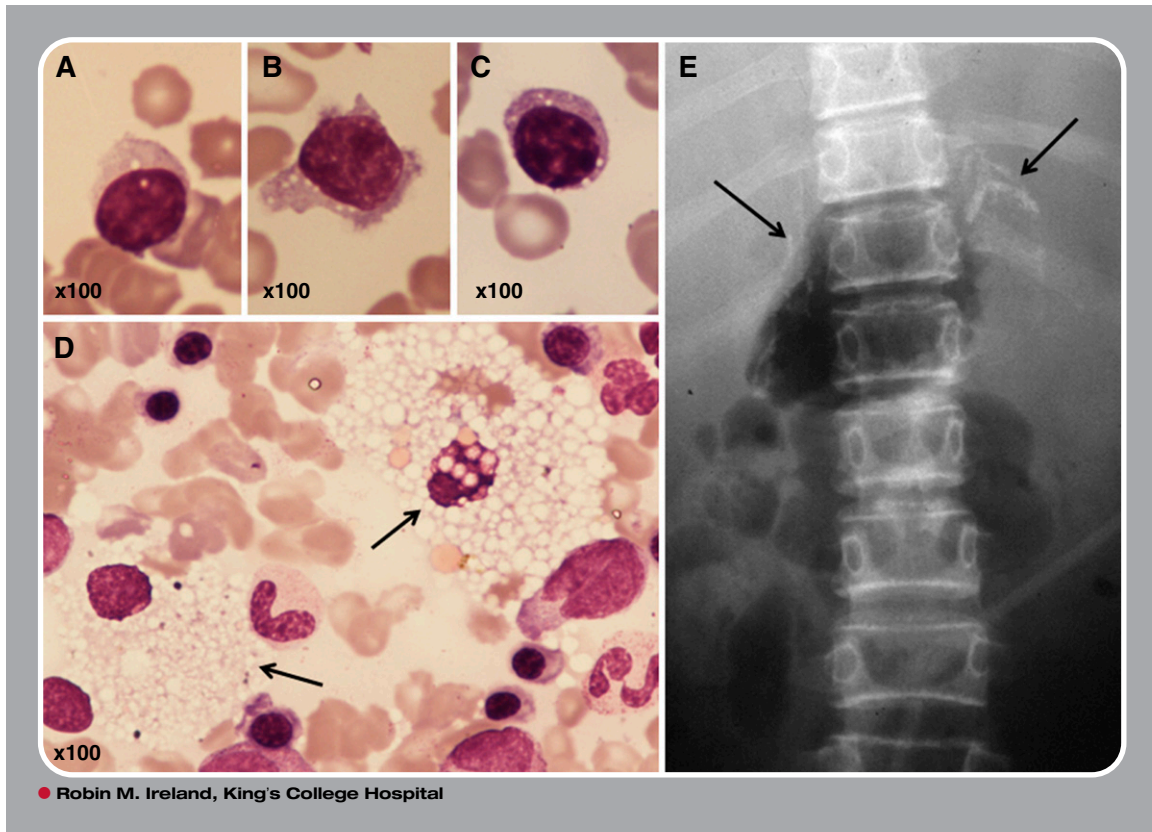 A
B
C
E
x100
x100
x100
D
x100
Robin M. Ireland, King's College Hospital